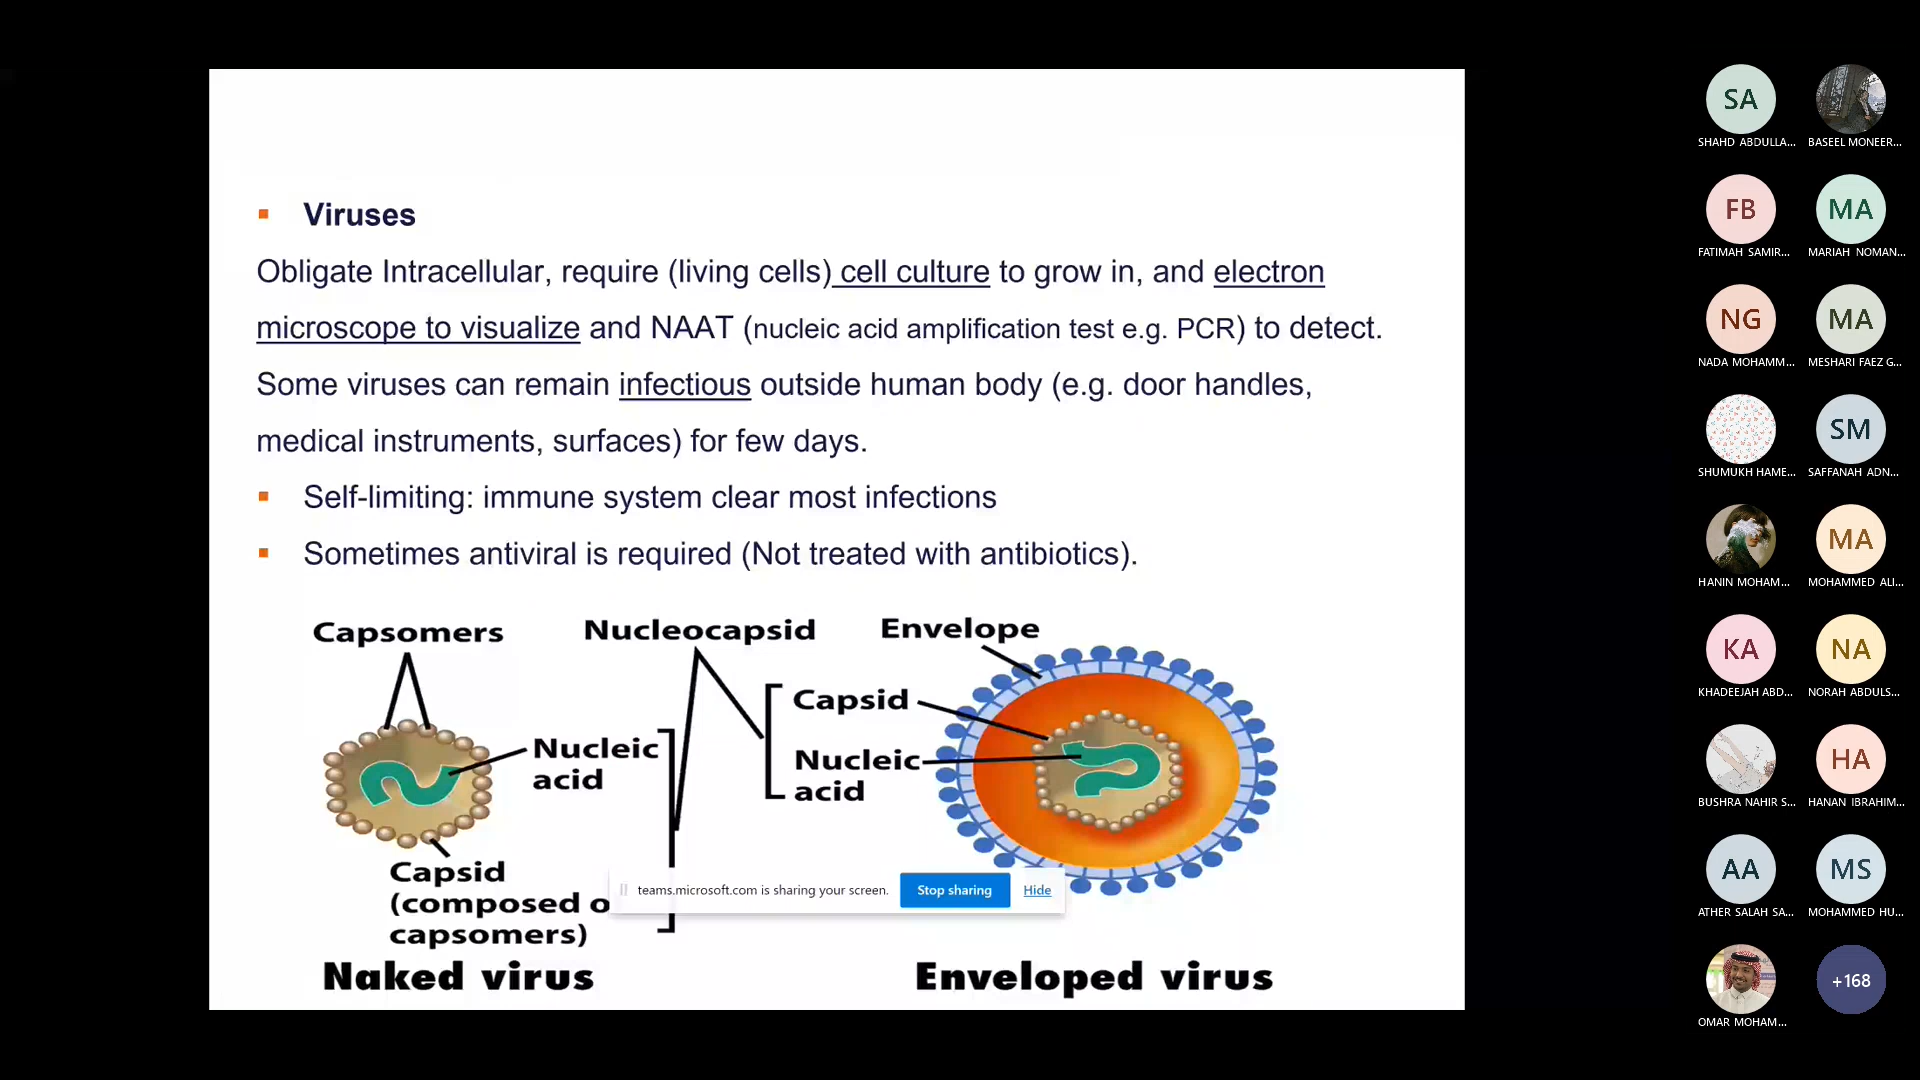 Viruses
Obligate Intracellular, require (living cells) cell culture to grow in, and electron
microscope to visualize and NAAT (nucleic acid amplification test e.g. PCR) to detect.
Some viruses can remain infectious outside human body (e.g. door handles,
medical instruments, surfaces) for few days.
Self-limiting: immune system clear most infections
Sometimes antiviral is required (Not treated with antibiotics).
Capsomers
Nucleocapsid
Envelope
Capsid
Nucleic
acid
Nucleic
acid
Capsid
(composed o
capsomers)
teams.microsoft.com is sharing your screen.
Stop sharing
Hide
Naked virus
Enveloped virus
SA
SHAHD ABDULLA...
BASEEL MONEER...
FB
MA
FATIMAH SAMIR...
MARIAH NOMAN...
NG
MA
NADA MOHAMM...
MESHARI FAEZ G...
SM
SHUMUKH HAME...
SAFFANAH ADN...
MA
HANIN MOHAM...
MOHAMMED ALI...
KA
NA
KHADEEJAH ABD...
NORAH ABDULS...
HA
BUSHRA NAHIR S...
HANAN IBRAHIM...
AA
MS
ATHER SALAH SA...
MOHAMMED HU...
+168
OMAR MOHAM...